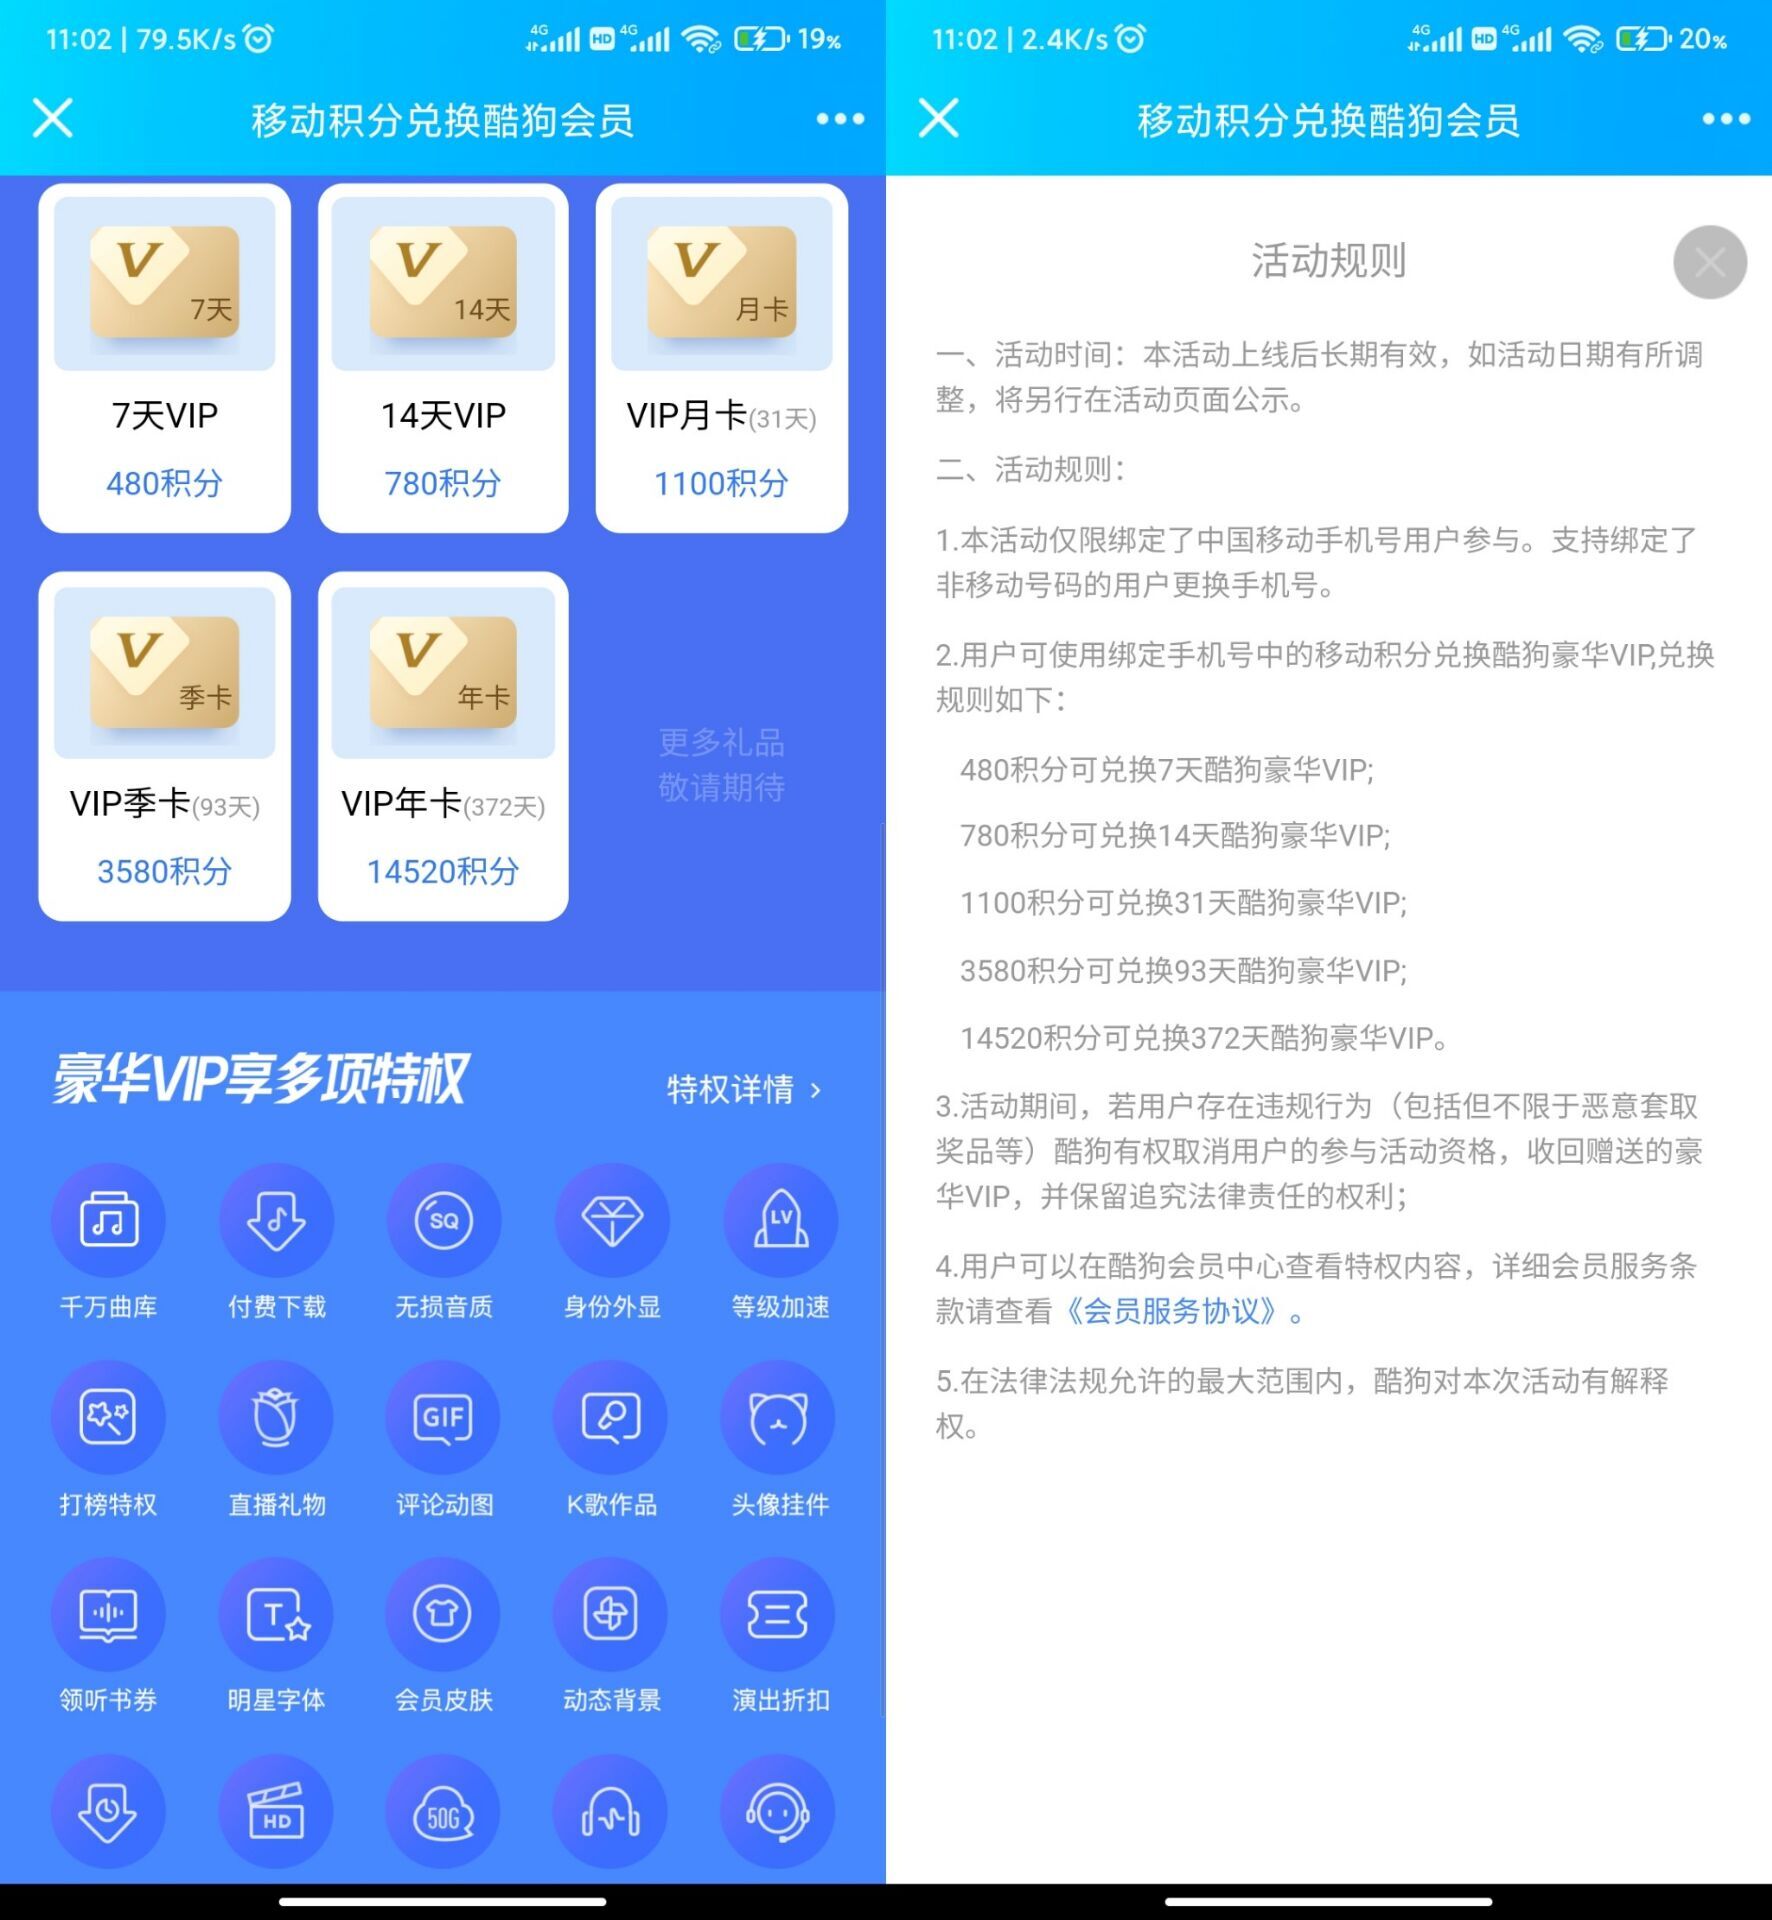 11:02 | 79.5K/s
4G HD 4G 19%
移动积分兑换酷狗会员
V V V
7天 14天 月卡
7天VIP 14天VIP VIP月卡(31天)
480积分 780积分 1100积分
V V
季卡 年卡
VIP季卡(93天) VIP年卡(372天)
3580积分 14520积分
更多礼品
敬请期待
豪华VIP享多项特权 特权详情 ›
SQ LV
千万曲库 付费下载 无损音质 身份外显 等级加速
GIF
打榜特权 直播礼物 评论动图 K歌作品 头像挂件
T
领听书券 明星字体 会员皮肤 动态背景 演出折扣
HD 50G
11:02 | 2.4K/s
4G HD 4G 20%
移动积分兑换酷狗会员
活动规则
一、活动时间：本活动上线后长期有效，如活动日期有所调
整，将另行在活动页面公示。
二、活动规则：
1.本活动仅限绑定了中国移动手机号用户参与。支持绑定了
非移动号码的用户更换手机号。
2.用户可使用绑定手机号中的移动积分兑换酷狗豪华VIP,兑换
规则如下：
480积分可兑换7天酷狗豪华VIP;
780积分可兑换14天酷狗豪华VIP;
1100积分可兑换31天酷狗豪华VIP;
3580积分可兑换93天酷狗豪华VIP;
14520积分可兑换372天酷狗豪华VIP。
3.活动期间，若用户存在违规行为（包括但不限于恶意套取
奖品等）酷狗有权取消用户的参与活动资格，收回赠送的豪
华VIP，并保留追究法律责任的权利；
4.用户可以在酷狗会员中心查看特权内容，详细会员服务条
款请查看《会员服务协议》。
5.在法律法规允许的最大范围内，酷狗对本次活动有解释
权。